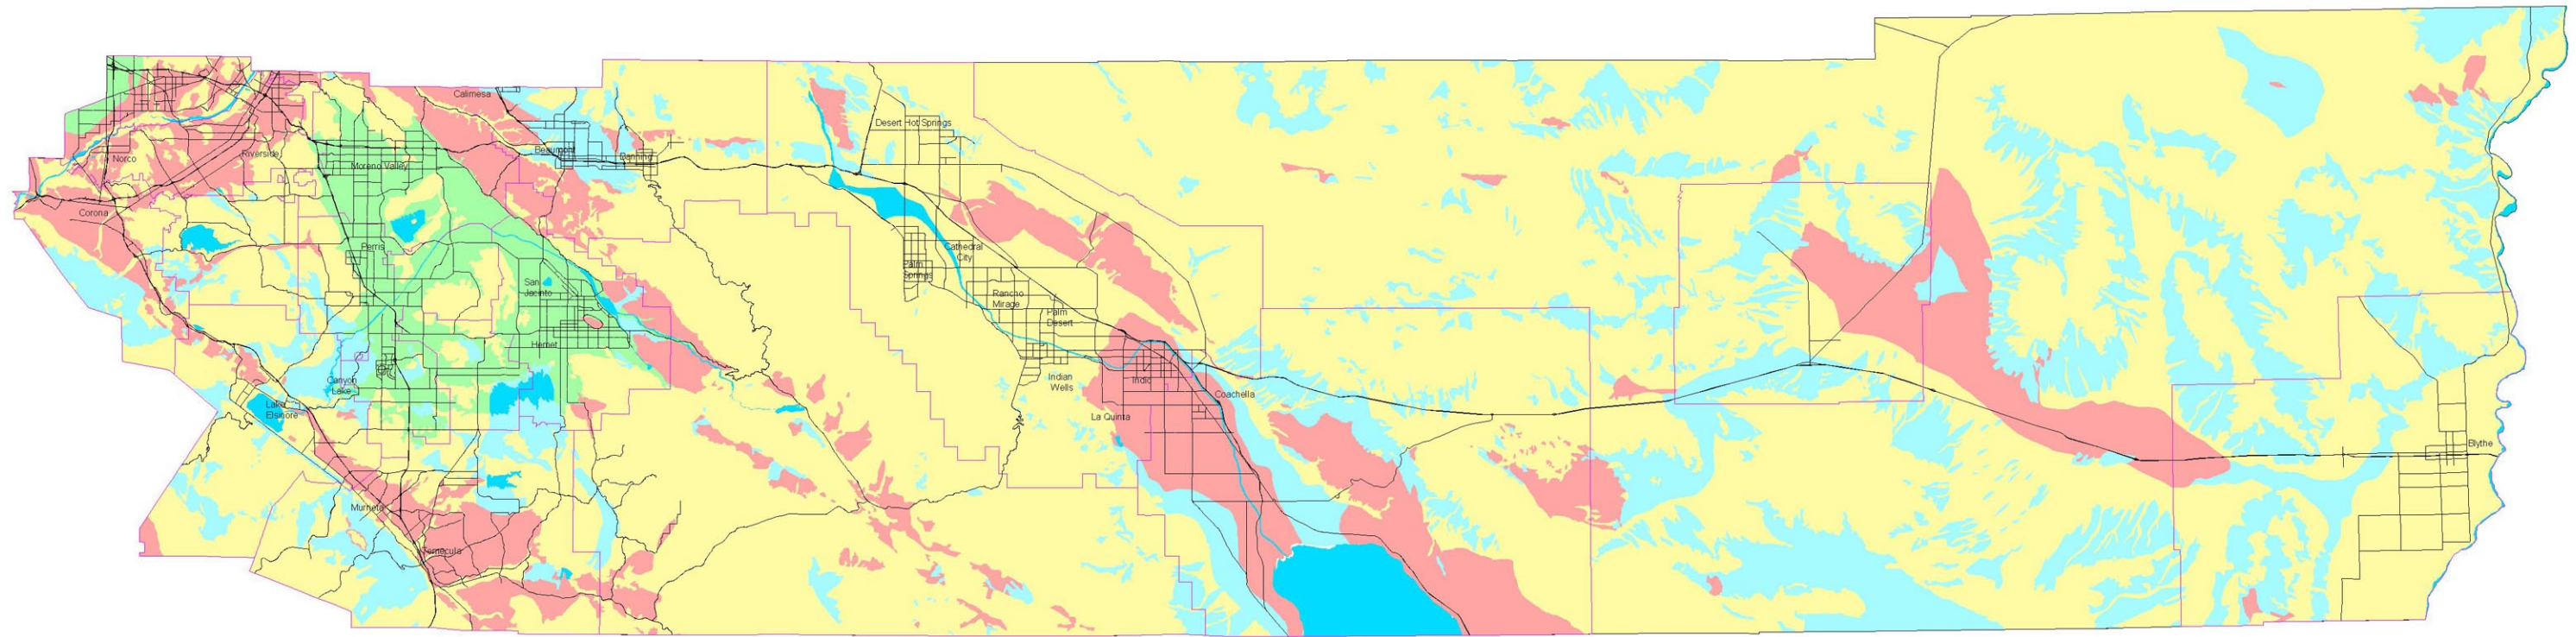 Calimesa
Desert Hot Springs
Norco
Riverside
Beaumont
Banning
Moreno Valley
Corona
Perris
Cathedral
City
Palm
Springs
San
Jacinto
Rancho
Mirage
Palm
Desert
Hemet
Canyon
Lake
Indian
Wells
Indio
Coachella
Lake
Elsinore
La Quinta
Blythe
Murrieta
Temecula